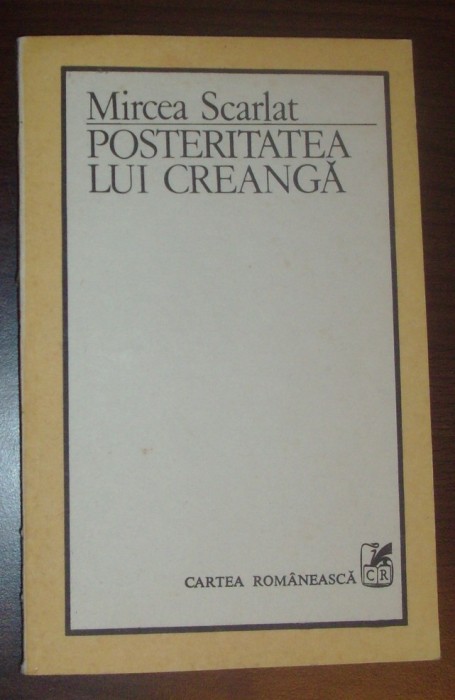 Mircea Scarlat
POSTERITATEA
LUI CREANGĂ
CARTEA ROMÂNEASCĂ
CR